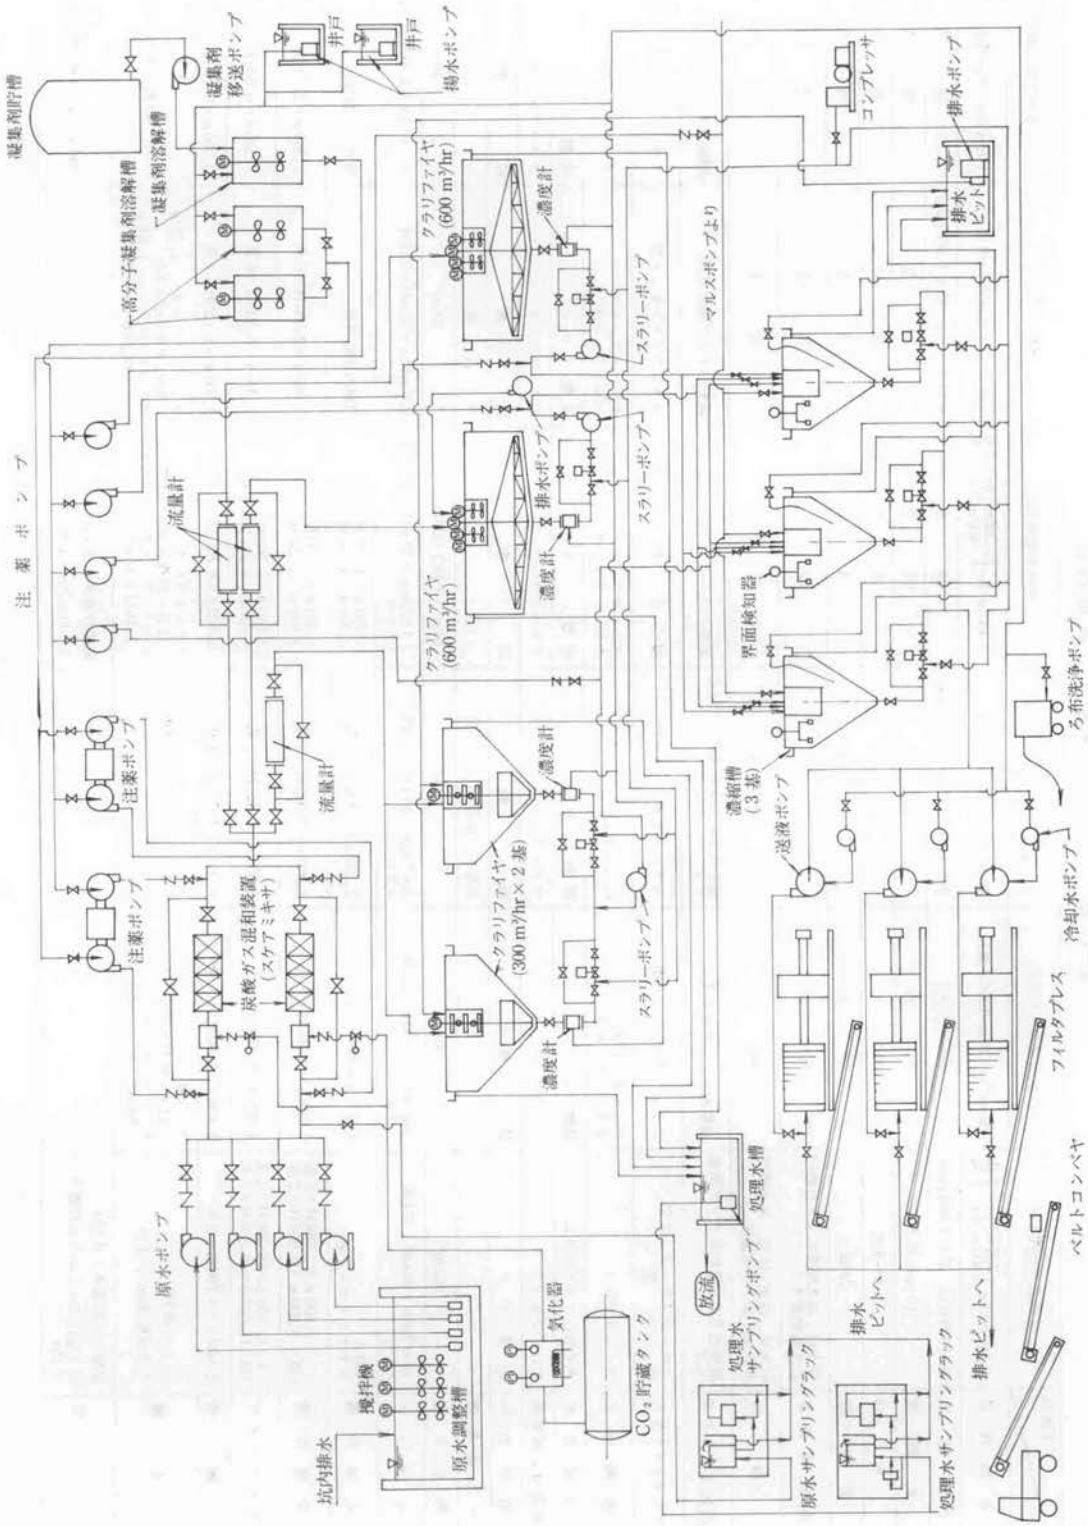 凝集剤貯槽
凝集剤
移送ポンプ
井戸
井戸
揚水ポンプ
高分子凝集剤溶解槽
凝集剤溶解槽
注薬ポンプ
流量計
流量計
注薬ポンプ
注薬ポンプ
炭酸ガス混和装置
(スケアミキサ)
原水ポンプ
坑内排水
攪拌機
原水調整槽
クラリファイヤ
(600 m³/hr)
濃度計
スラリーポンプ
排水ポンプ
クラリファイヤ
(600 m³/hr)
濃度計
スラリーポンプ
クラリファイヤ
(300 m³/hr×2基)
濃度計
濃度計
スラリーポンプ
気化器
CO₂貯蔵タンク
マルスポンプより
コンプレッサ
排水ポンプ
排水
ピット
界面検知器
濃縮槽
(3基)
送液ポンプ
ろ布洗浄ポンプ
冷却水ポンプ
フィルタプレス
ベルトコンベヤ
処理水槽
放流
処理水
サンプリングポンプ
原水サンプリングラック
処理水サンプリングラック
排水
ピットへ
排水ピットへ
M
M
M
M
M
M
M
M